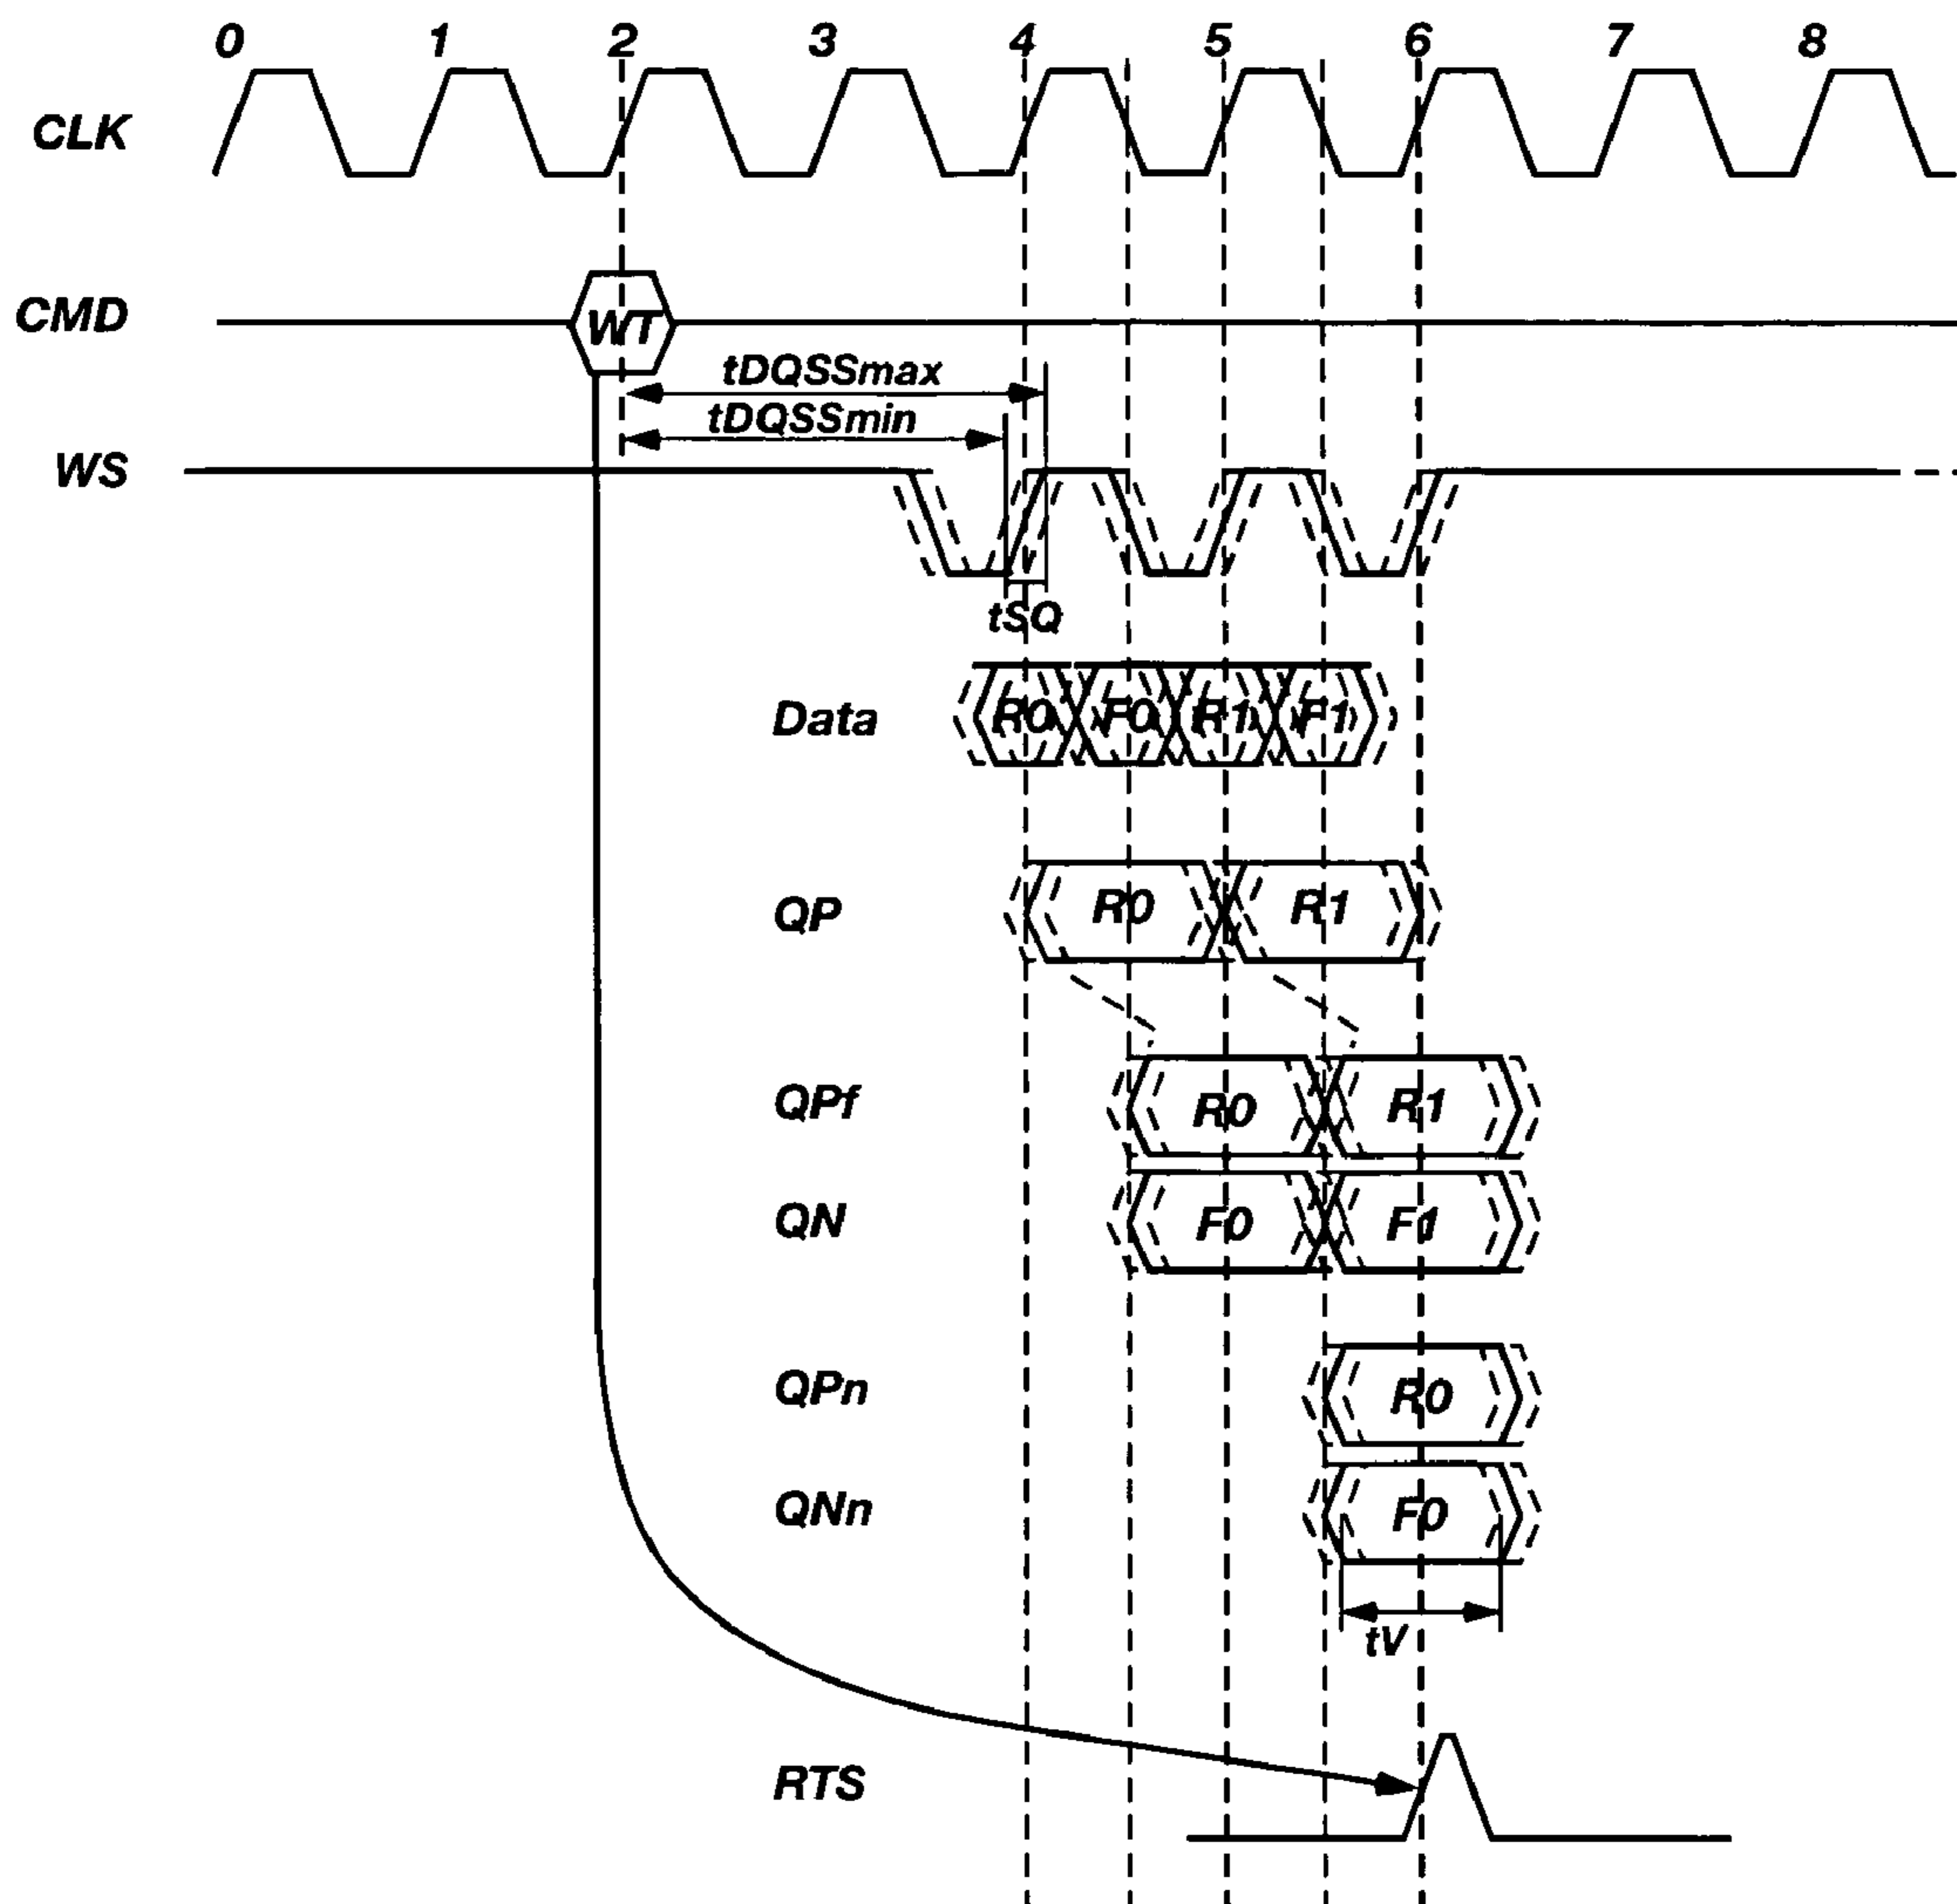 0 1 2 3 4 5 6 7 8
CLK
CMD
WT
tDQSSmax
tDQSSmin
WS
tSQ
Data R0 F0 R1 F1
QP R0 R1
QPf R0 R1
QN F0 F1
QPn R0
QNn F0
tV
RTS